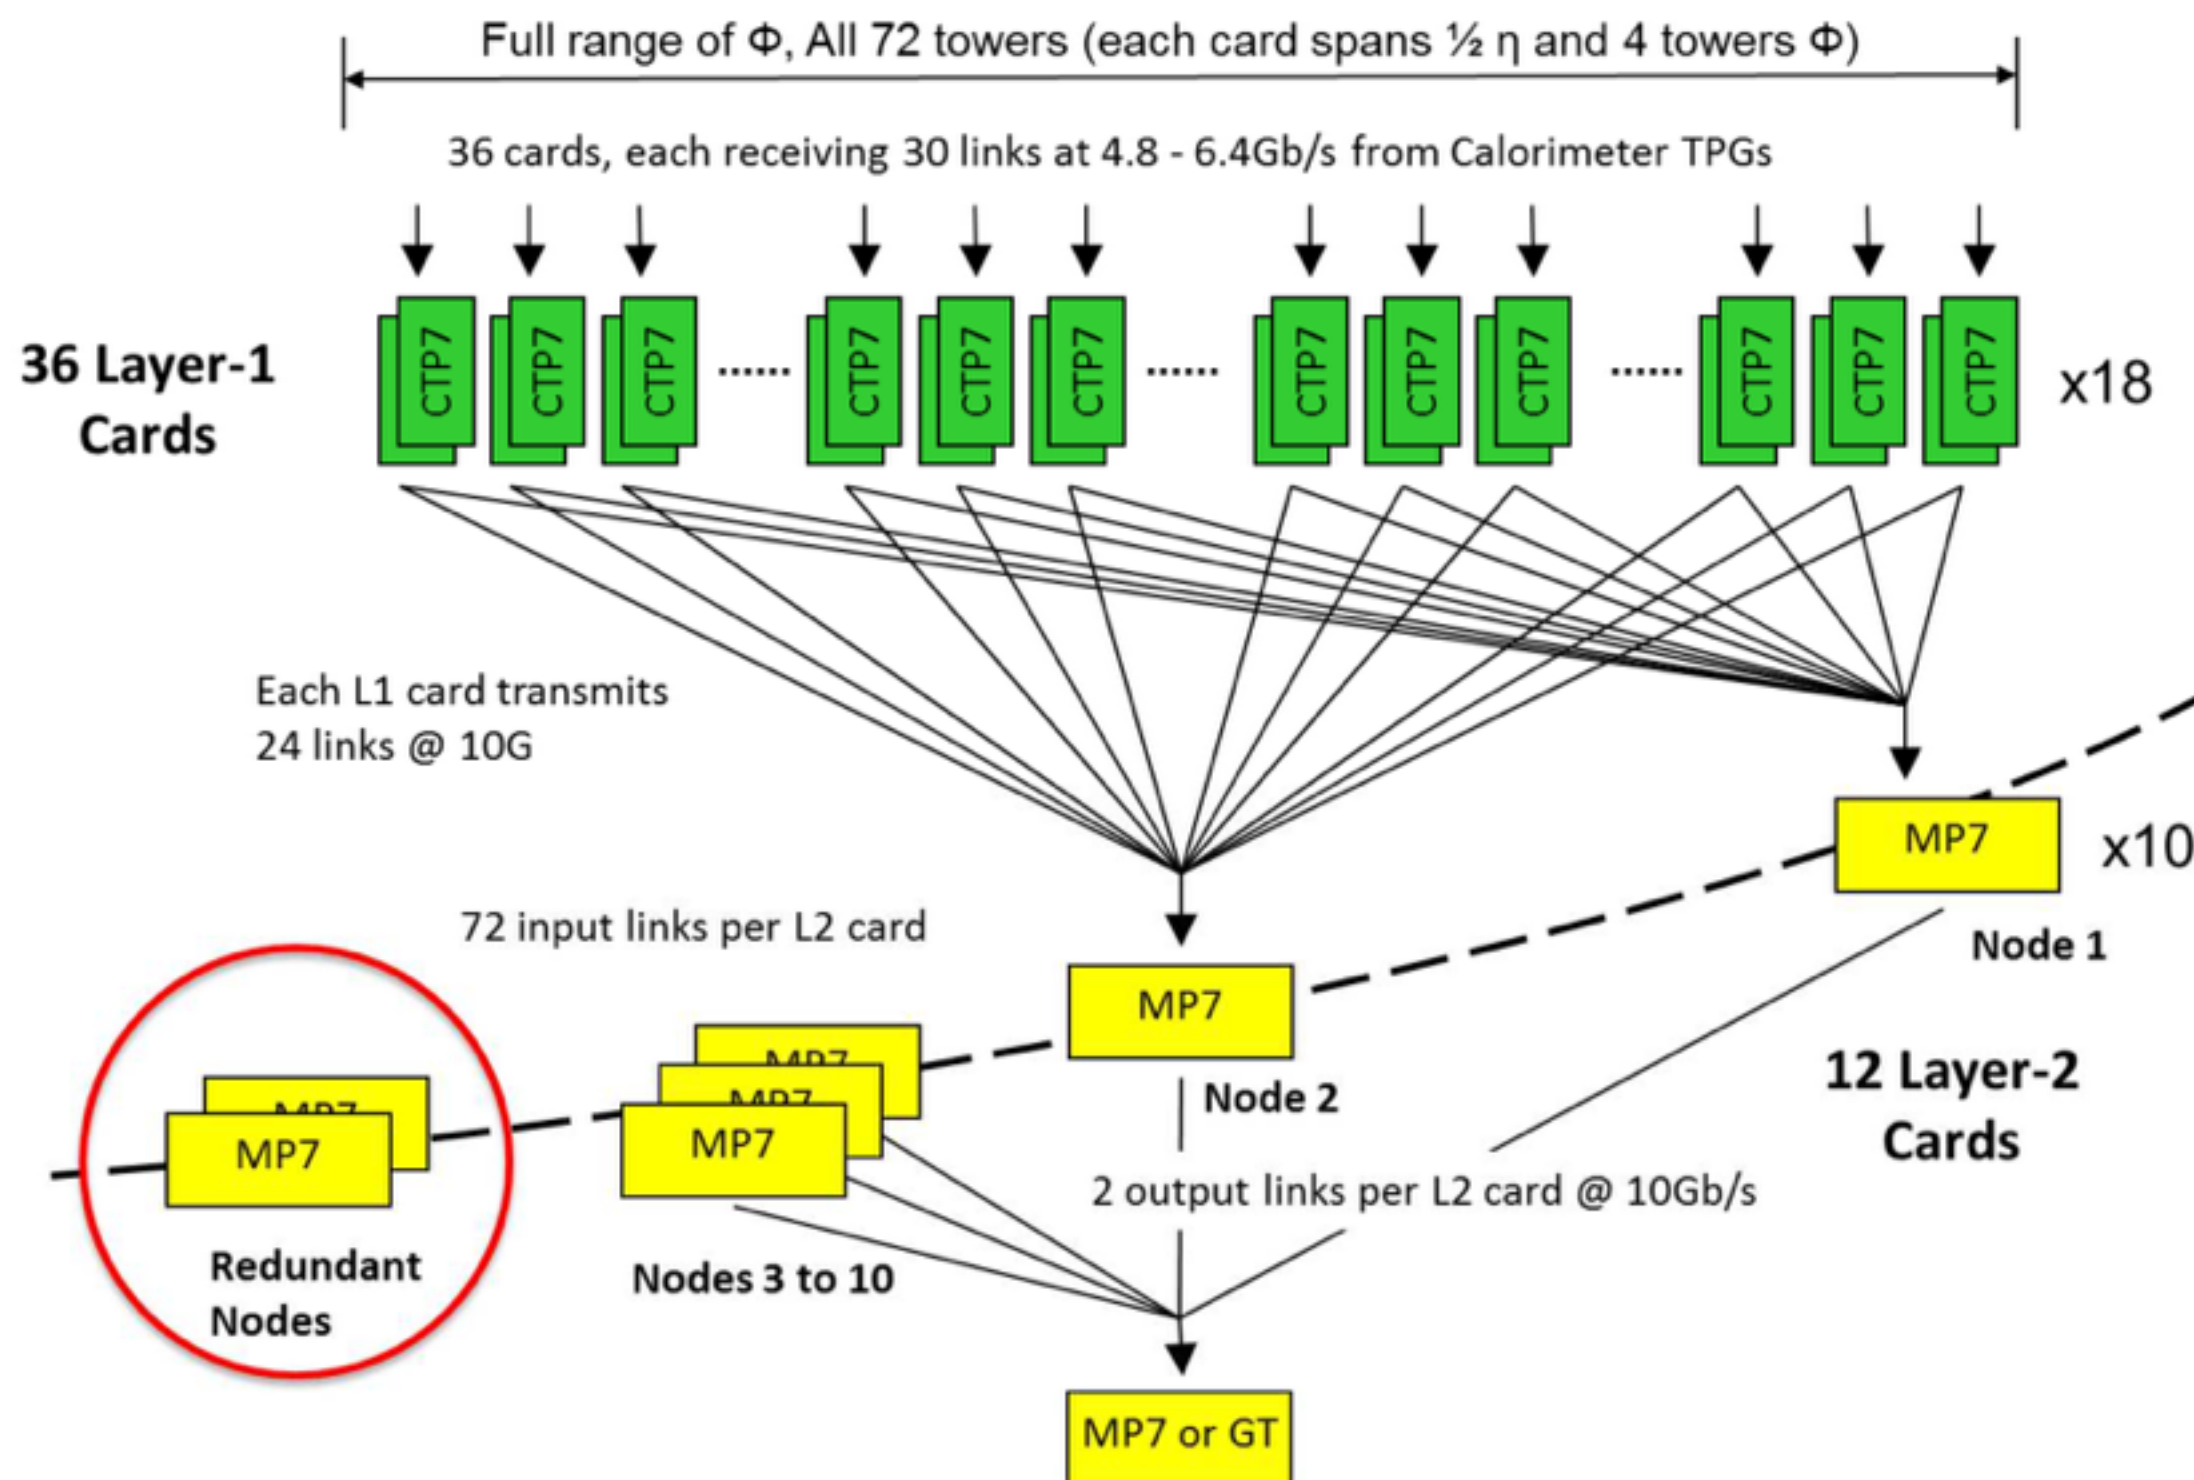 Full range of Φ, All 72 towers (each card spans ½ η and 4 towers Φ)
36 cards, each receiving 30 links at 4.8 - 6.4Gb/s from Calorimeter TPGs
36 Layer-1
Cards
CTP7
CTP7
CTP7
......
CTP7
CTP7
CTP7
......
CTP7
CTP7
CTP7
......
CTP7
CTP7
CTP7
x18
Each L1 card transmits
24 links @ 10G
MP7
x10
Node 1
72 input links per L2 card
MP7
Node 2
12 Layer-2
Cards
MP7
MP7
MP7
Nodes 3 to 10
MP7
MP7
Redundant
Nodes
2 output links per L2 card @ 10Gb/s
MP7 or GT